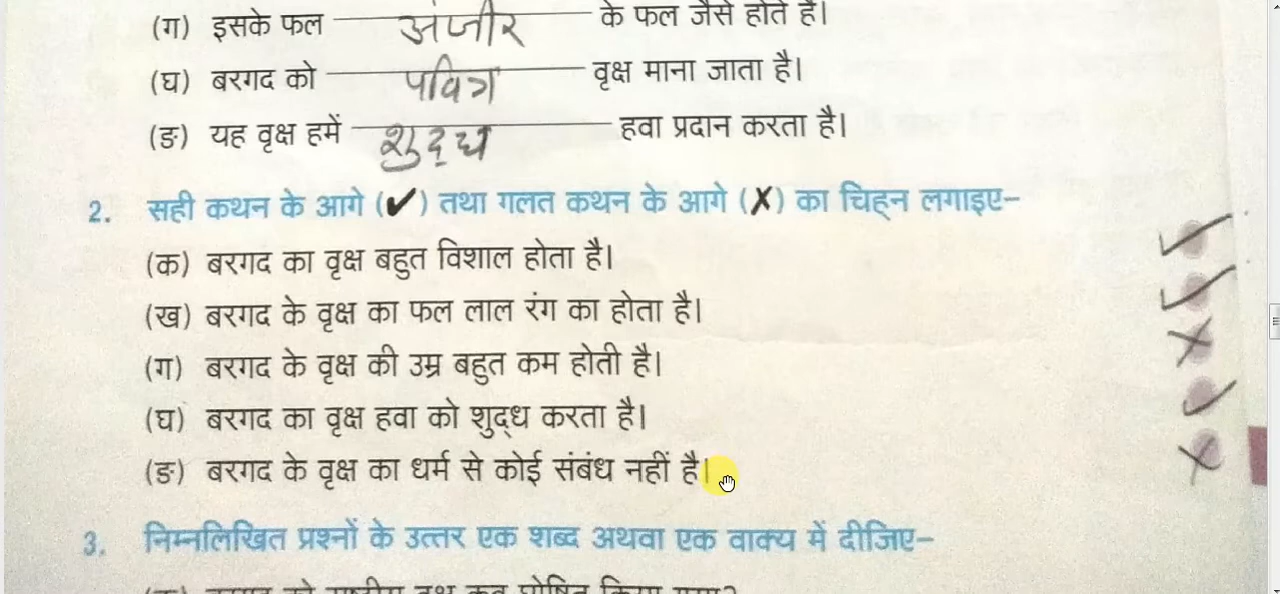 (ग) इसके फल अंजीर के फल जैसे होते हैं।
(घ) बरगद को पवित्र वृक्ष माना जाता है।
(ङ) यह वृक्ष हमें शुद्ध हवा प्रदान करता है।
2. सही कथन के आगे (✔) तथा गलत कथन के आगे (✗) का चिह्न लगाइए–
(क) बरगद का वृक्ष बहुत विशाल होता है। ✓
(ख) बरगद के वृक्ष का फल लाल रंग का होता है। ✓
(ग) बरगद के वृक्ष की उम्र बहुत कम होती है। ✗
(घ) बरगद का वृक्ष हवा को शुद्ध करता है। ✓
(ङ) बरगद के वृक्ष का धर्म से कोई संबंध नहीं है। ✗
3. निम्नलिखित प्रश्नों के उत्तर एक शब्द अथवा एक वाक्य में दीजिए–